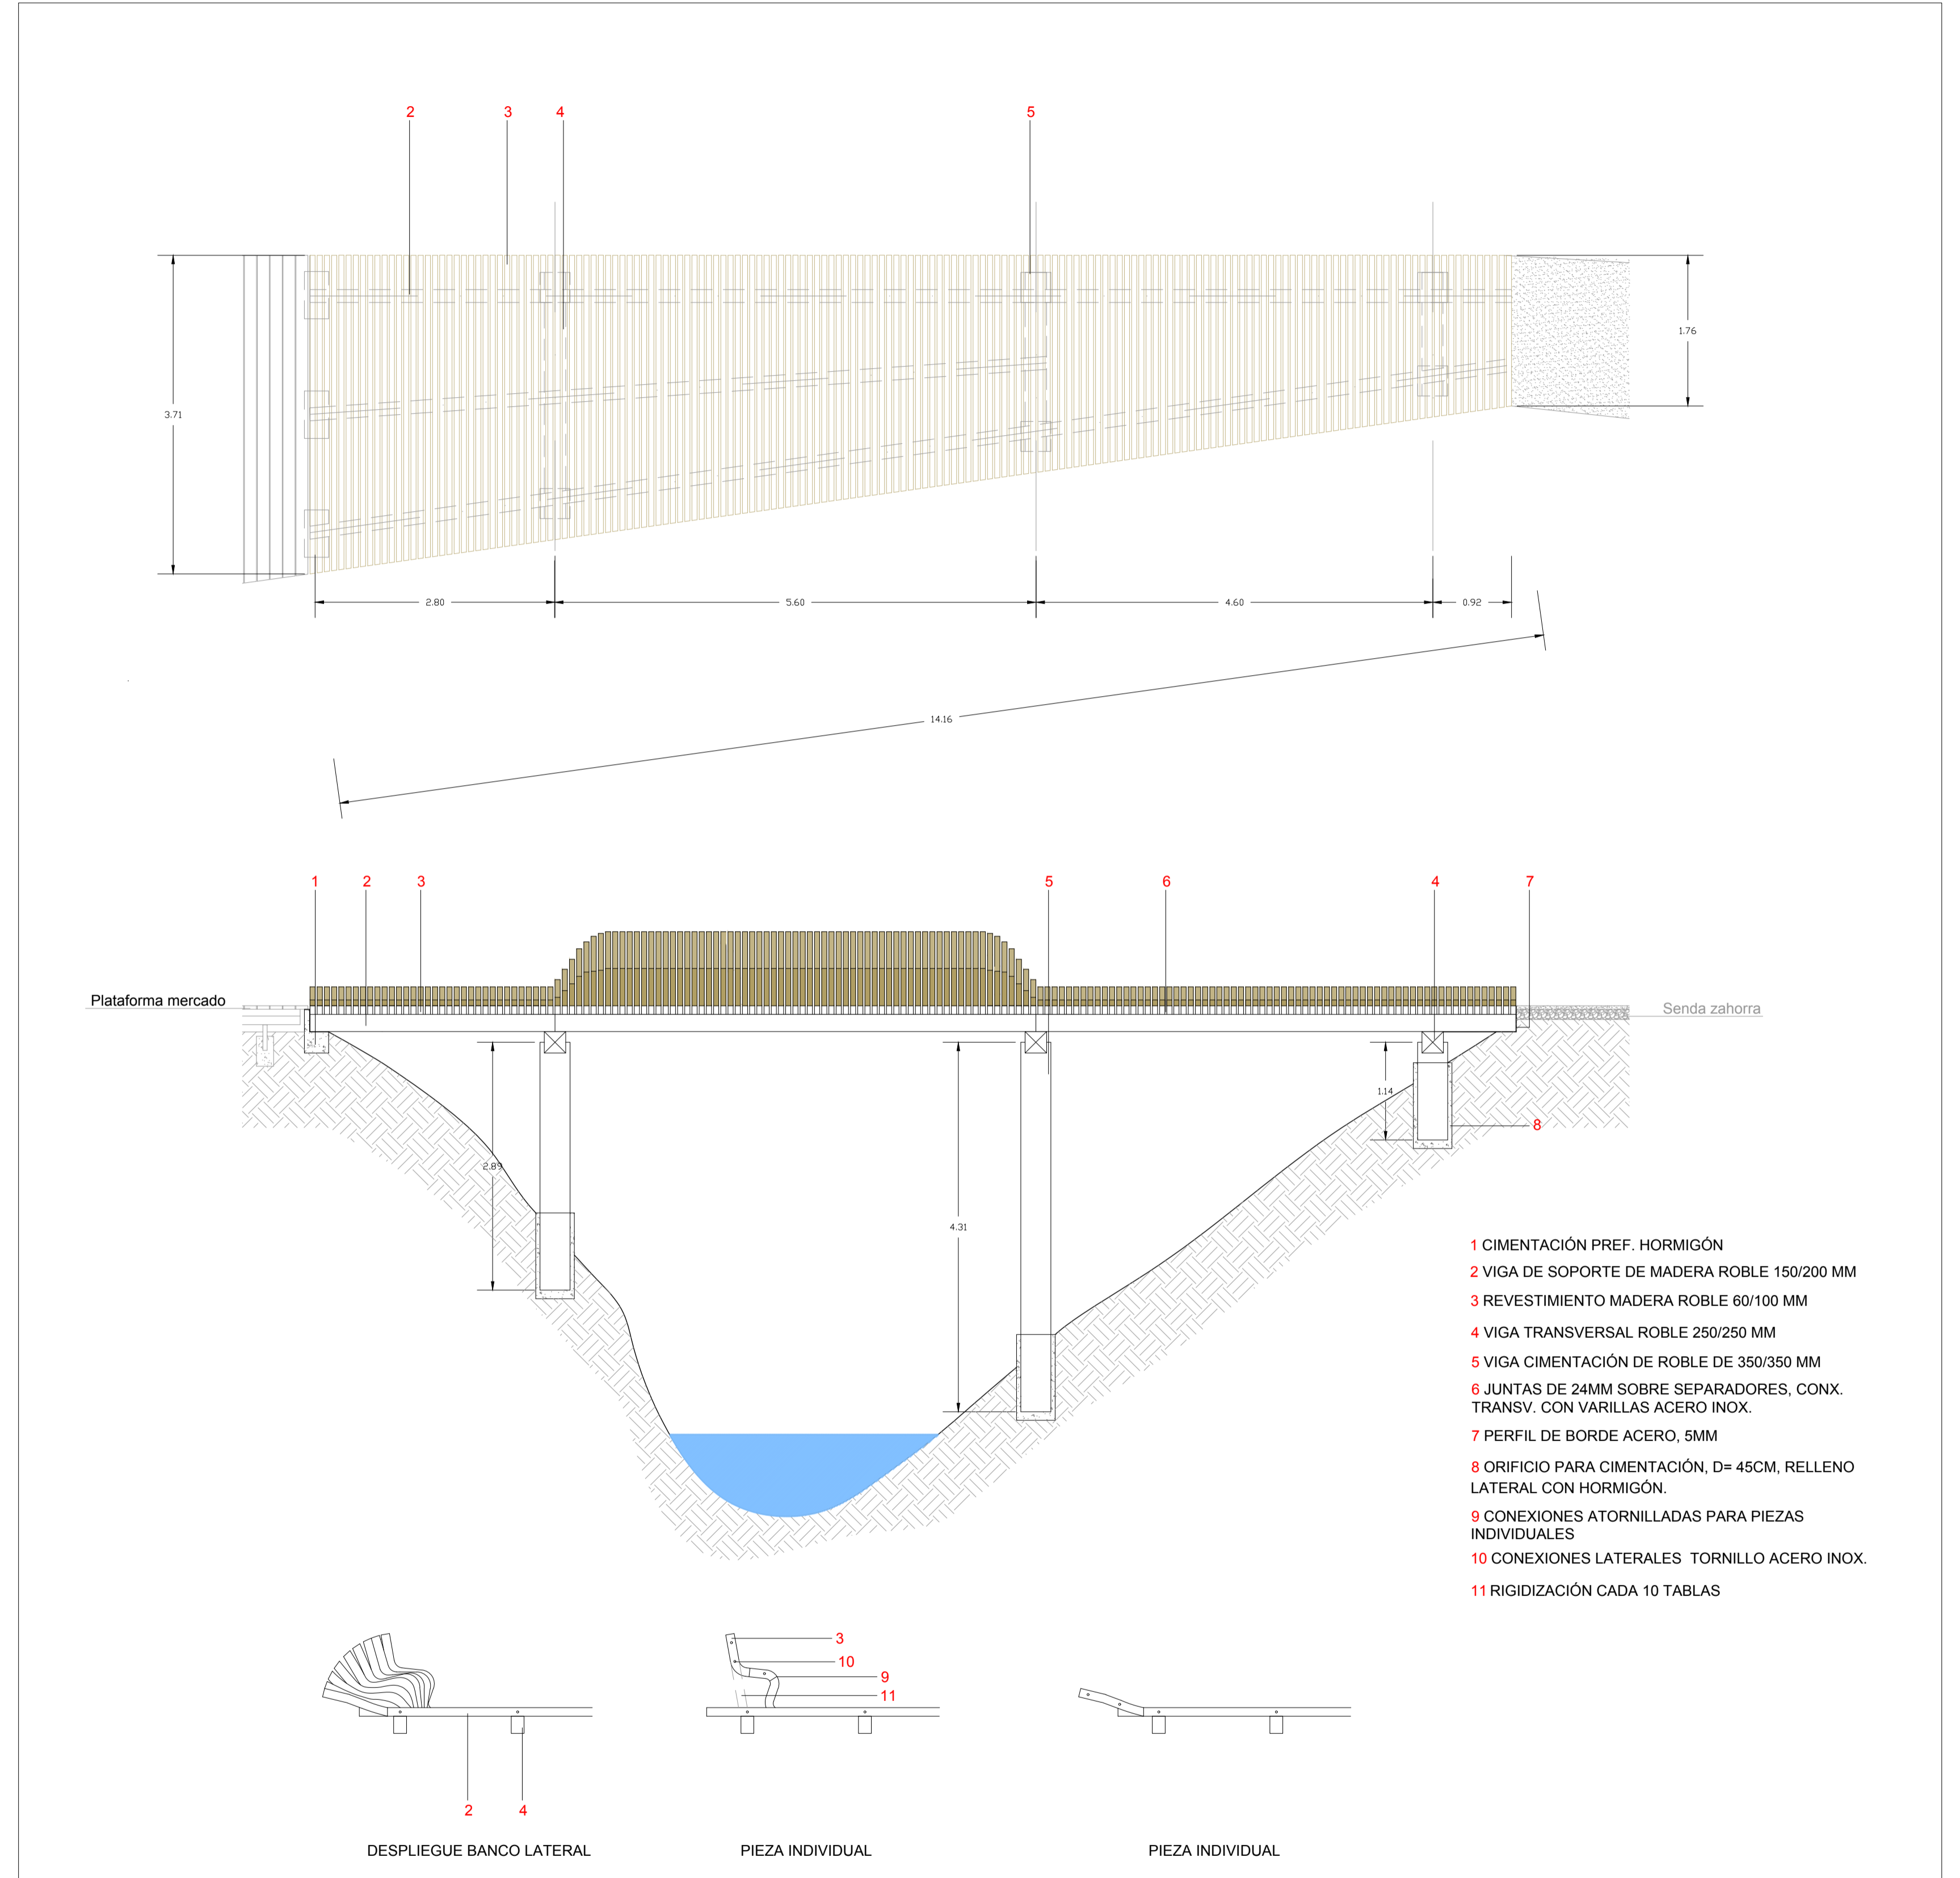 2 3 4 5
3.71
1.76
2.80 5.60 4.60 0.92
14.16
1 2 3 5 6 4 7
Plataforma mercado
Senda zahorra
2.89
4.31
1.14
8
1 CIMENTACIÓN PREF. HORMIGÓN
2 VIGA DE SOPORTE DE MADERA ROBLE 150/200 MM
3 REVESTIMIENTO MADERA ROBLE 60/100 MM
4 VIGA TRANSVERSAL ROBLE 250/250 MM
5 VIGA CIMENTACIÓN DE ROBLE DE 350/350 MM
6 JUNTAS DE 24MM SOBRE SEPARADORES, CONX.
TRANSV. CON VARILLAS ACERO INOX.
7 PERFIL DE BORDE ACERO, 5MM
8 ORIFICIO PARA CIMENTACIÓN, D= 45CM, RELLENO
LATERAL CON HORMIGÓN.
9 CONEXIONES ATORNILLADAS PARA PIEZAS
INDIVIDUALES
10 CONEXIONES LATERALES TORNILLO ACERO INOX.
11 RIGIDIZACIÓN CADA 10 TABLAS
3
10
9
11
2 4
DESPLIEGUE BANCO LATERAL
PIEZA INDIVIDUAL
PIEZA INDIVIDUAL